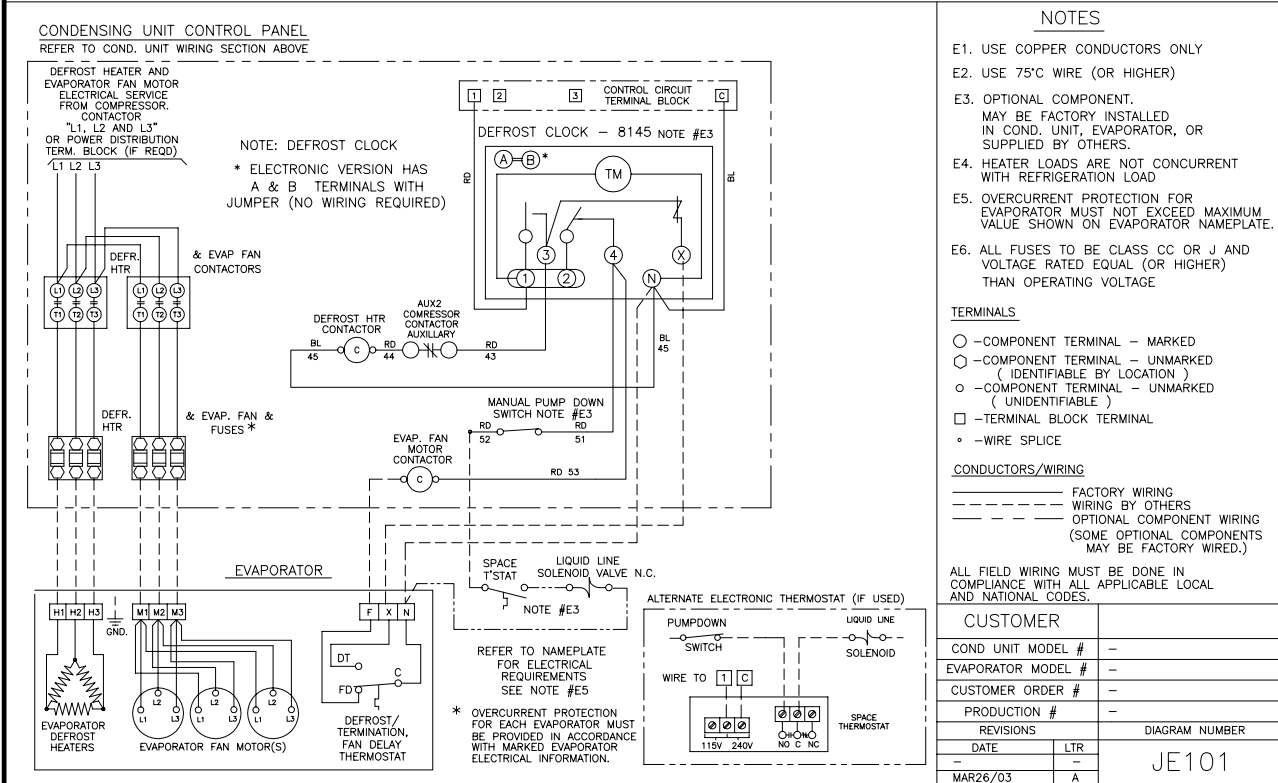 CONDENSING UNIT CONTROL PANEL
REFER TO COND. UNIT WIRING SECTION ABOVE
DEFROST HEATER AND
EVAPORATOR FAN MOTOR
ELECTRICAL SERVICE
FROM COMPRESSOR.
CONTACTOR
"L1, L2 AND L3"
OR POWER DISTRIBUTION
TERM. BLOCK (IF REQD)
L1 L2 L3
NOTE: DEFROST CLOCK
* ELECTRONIC VERSION HAS
A & B TERMINALS WITH
JUMPER (NO WIRING REQUIRED)
1 2 3 CONTROL CIRCUIT C
TERMINAL BLOCK
DEFROST CLOCK – 8145 NOTE #E3
A B *
TM
RD
BL
3 4 X
1 2 N
DEFR.
HTR
& EVAP FAN
CONTACTORS
L1 L2 L3
T1 T2 T3
L1 L2 L3
T1 T2 T3
AUX2
COMRESSOR
CONTACTOR
AUXILLARY
DEFROST HTR
CONTACTOR
BL
45
C
RD
44
RD
43
BL
45
MANUAL PUMP DOWN
SWITCH NOTE #E3
RD
52
RD
51
DEFR.
HTR
& EVAP. FAN &
FUSES *
EVAP. FAN
MOTOR
CONTACTOR
C
RD 53
EVAPORATOR
H1 H2 H3
GND.
M1 M2 M3
F X N
SPACE
T'STAT
LIQUID LINE
SOLENOID VALVE N.C.
NOTE #E3
DT
C
FD
L1 L2 L3
L1 L2 L3
L1 L2 L3
EVAPORATOR
DEFROST
HEATERS
EVAPORATOR FAN MOTOR(S)
DEFROST/
TERMINATION,
FAN DELAY
THERMOSTAT
REFER TO NAMEPLATE
FOR ELECTRICAL
REQUIREMENTS
SEE NOTE #E5
* OVERCURRENT PROTECTION
FOR EACH EVAPORATOR MUST
BE PROVIDED IN ACCORDANCE
WITH MARKED EVAPORATOR
ELECTRICAL INFORMATION.
ALTERNATE ELECTRONIC THERMOSTAT (IF USED)
PUMPDOWN
SWITCH
LIQUID LINE
SOLENOID
WIRE TO 1 C
115V 240V
NO C NC
SPACE
THERMOSTAT
NOTES
E1. USE COPPER CONDUCTORS ONLY
E2. USE 75°C WIRE (OR HIGHER)
E3. OPTIONAL COMPONENT.
MAY BE FACTORY INSTALLED
IN COND. UNIT, EVAPORATOR, OR
SUPPLIED BY OTHERS.
E4. HEATER LOADS ARE NOT CONCURRENT
WITH REFRIGERATION LOAD
E5. OVERCURRENT PROTECTION FOR
EVAPORATOR MUST NOT EXCEED MAXIMUM
VALUE SHOWN ON EVAPORATOR NAMEPLATE.
E6. ALL FUSES TO BE CLASS CC OR J AND
VOLTAGE RATED EQUAL (OR HIGHER)
THAN OPERATING VOLTAGE
TERMINALS
–COMPONENT TERMINAL – MARKED
–COMPONENT TERMINAL – UNMARKED
( IDENTIFIABLE BY LOCATION )
–COMPONENT TERMINAL – UNMARKED
( UNIDENTIFIABLE )
–TERMINAL BLOCK TERMINAL
–WIRE SPLICE
CONDUCTORS/WIRING
FACTORY WIRING
WIRING BY OTHERS
OPTIONAL COMPONENT WIRING
(SOME OPTIONAL COMPONENTS
MAY BE FACTORY WIRED.)
ALL FIELD WIRING MUST BE DONE IN
COMPLIANCE WITH ALL APPLICABLE LOCAL
AND NATIONAL CODES.
CUSTOMER
COND UNIT MODEL # –
EVAPORATOR MODEL # –
CUSTOMER ORDER # –
PRODUCTION # –
REVISIONS DIAGRAM NUMBER
DATE LTR
– –
MAR26/03 A
JE101